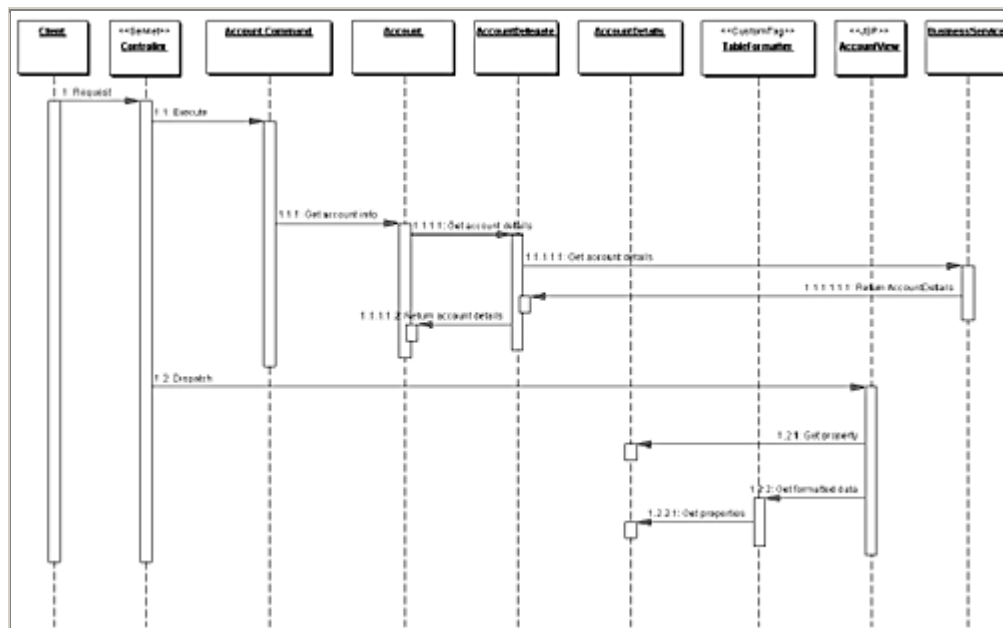 Client
<<Servlet>>
Controller
Account Command
Account
AccountDelegate
AccountDetails
<<CustomTag>>
TableFormatter
<<JSP>>
AccountView
BusinessService
1: Request
1.1: Execute
1.1.1: Get account info
1.1.1.1: Get account details
1.1.1.1.1: Get account details
1.1.1.1.1.1: Return AccountDetails
1.1.1.1.2: Return account details
1.2: Dispatch
1.2.1: Get property
1.2.2: Get formatted data
1.2.2.1: Get properties